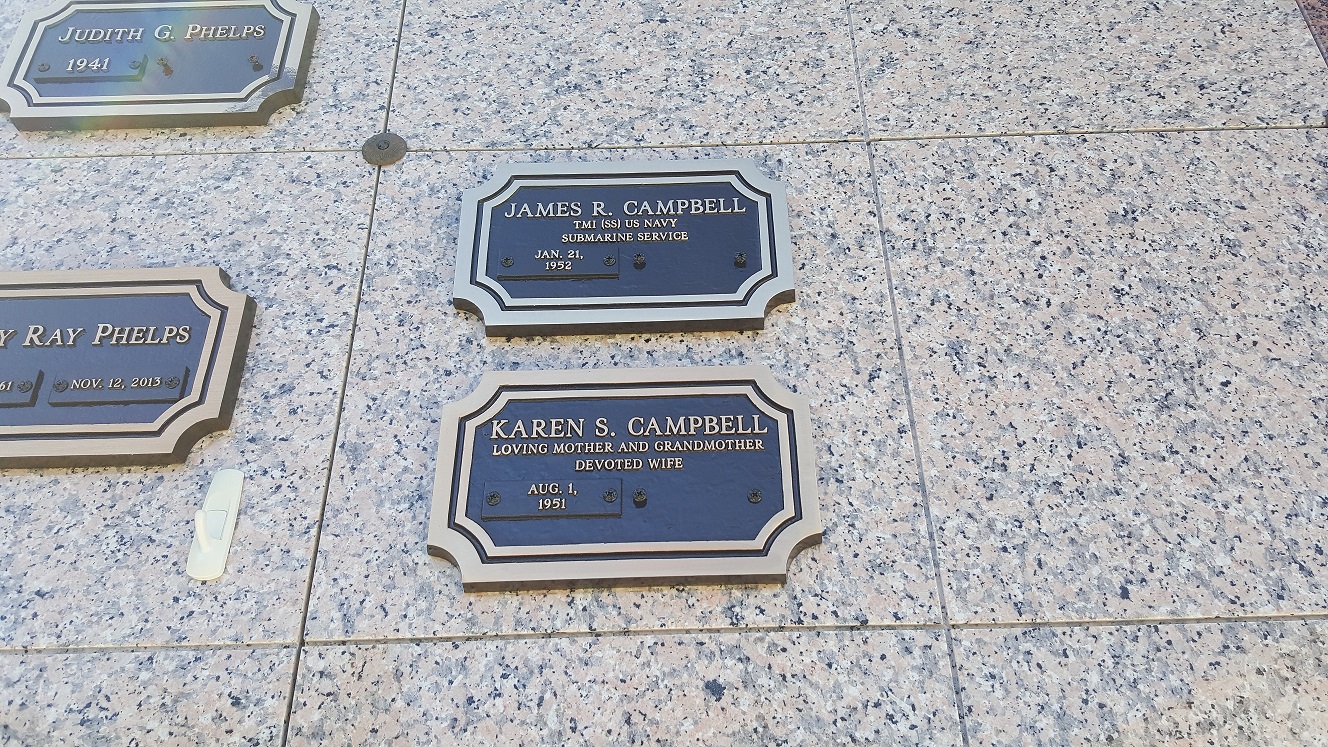 JUDITH G. PHELPS
1941
Y RAY PHELPS
61
NOV. 12, 2013
JAMES R. CAMPBELL
TM1 (SS) US NAVY
SUBMARINE SERVICE
JAN. 21,
1952
KAREN S. CAMPBELL
LOVING MOTHER AND GRANDMOTHER
DEVOTED WIFE
AUG. 1,
1951